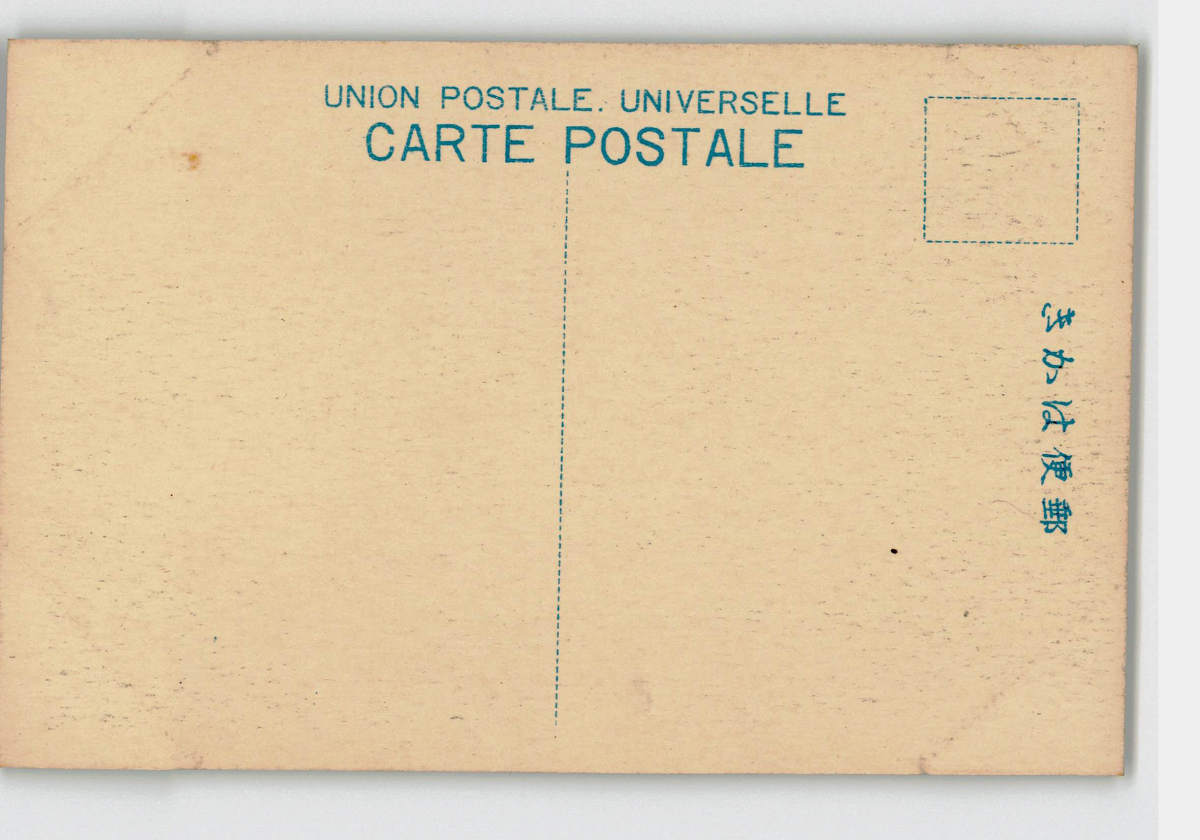 UNION POSTALE. UNIVERSELLE
CARTE POSTALE
郵便はかき